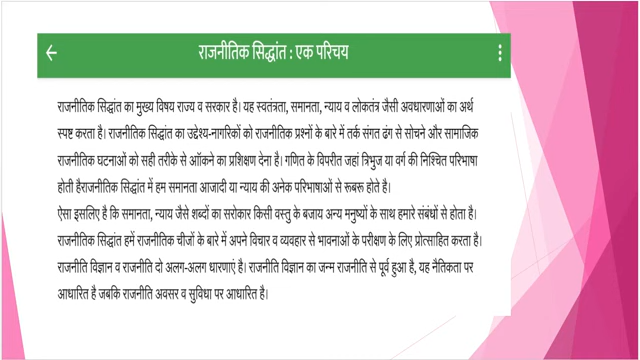 राजनीतिक सिद्धांत : एक परिचय
राजनीतिक सिद्धांत का मुख्य विषय राज्य व सरकार है। यह स्वतंत्रता, समानता, न्याय व लोकतंत्र जैसी अवधारणाओं का अर्थ
स्पष्ट करता है। राजनीतिक सिद्धांत का उद्देश्य-नागरिकों को राजनीतिक प्रश्नों के बारे में तर्क संगत ढंग से सोचने और सामाजिक
राजनीतिक घटनाओं को सही तरीके से आॉकने का प्रशिक्षण देना है। गणित के विपरीत जहां त्रिभुज या वर्ग की निश्चित परिभाषा
होती हैराजनीतिक सिद्धांत में हम समानता आजादी या न्याय की अनेक परिभाषाओं से रूबरू होते है।
ऐसा इसलिए है कि समानता, न्याय जैसे शब्दों का सरोकार किसी वस्तु के बजाय अन्य मनुष्यों के साथ हमारे संबंधों से होता है।
राजनीतिक सिद्धांत हमें राजनीतिक चीजों के बारे में अपने विचार व व्यवहार से भावनाओं के परीक्षण के लिए प्रोत्साहित करता है।
राजनीति विज्ञान व राजनीति दो अलग-अलग धारणाएं है। राजनीति विज्ञान का जन्म राजनीति से पूर्व हुआ है, यह नैतिकता पर
आधारित है जबकि राजनीति अवसर व सुविधा पर आधारित है।